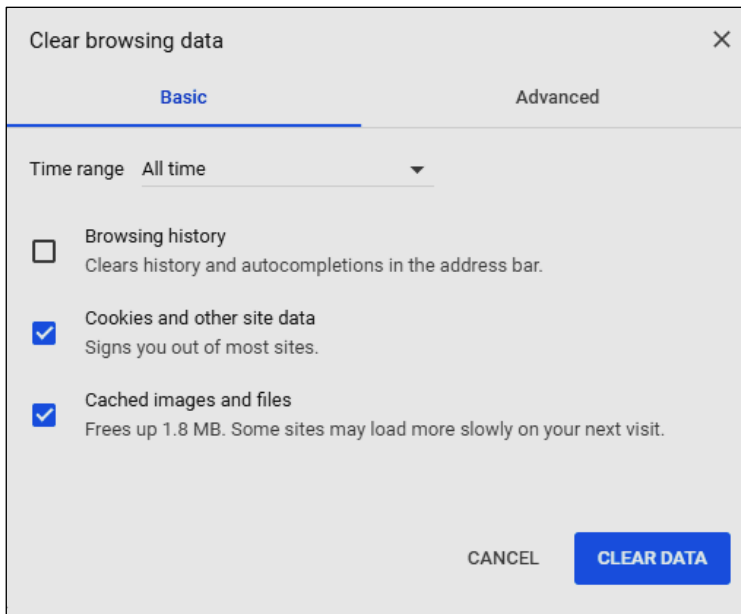 Clear browsing data
Basic
Advanced
Time range All time
Browsing history
Clears history and autocompletions in the address bar.
Cookies and other site data
Signs you out of most sites.
Cached images and files
Frees up 1.8 MB. Some sites may load more slowly on your next visit.
CANCEL
CLEAR DATA